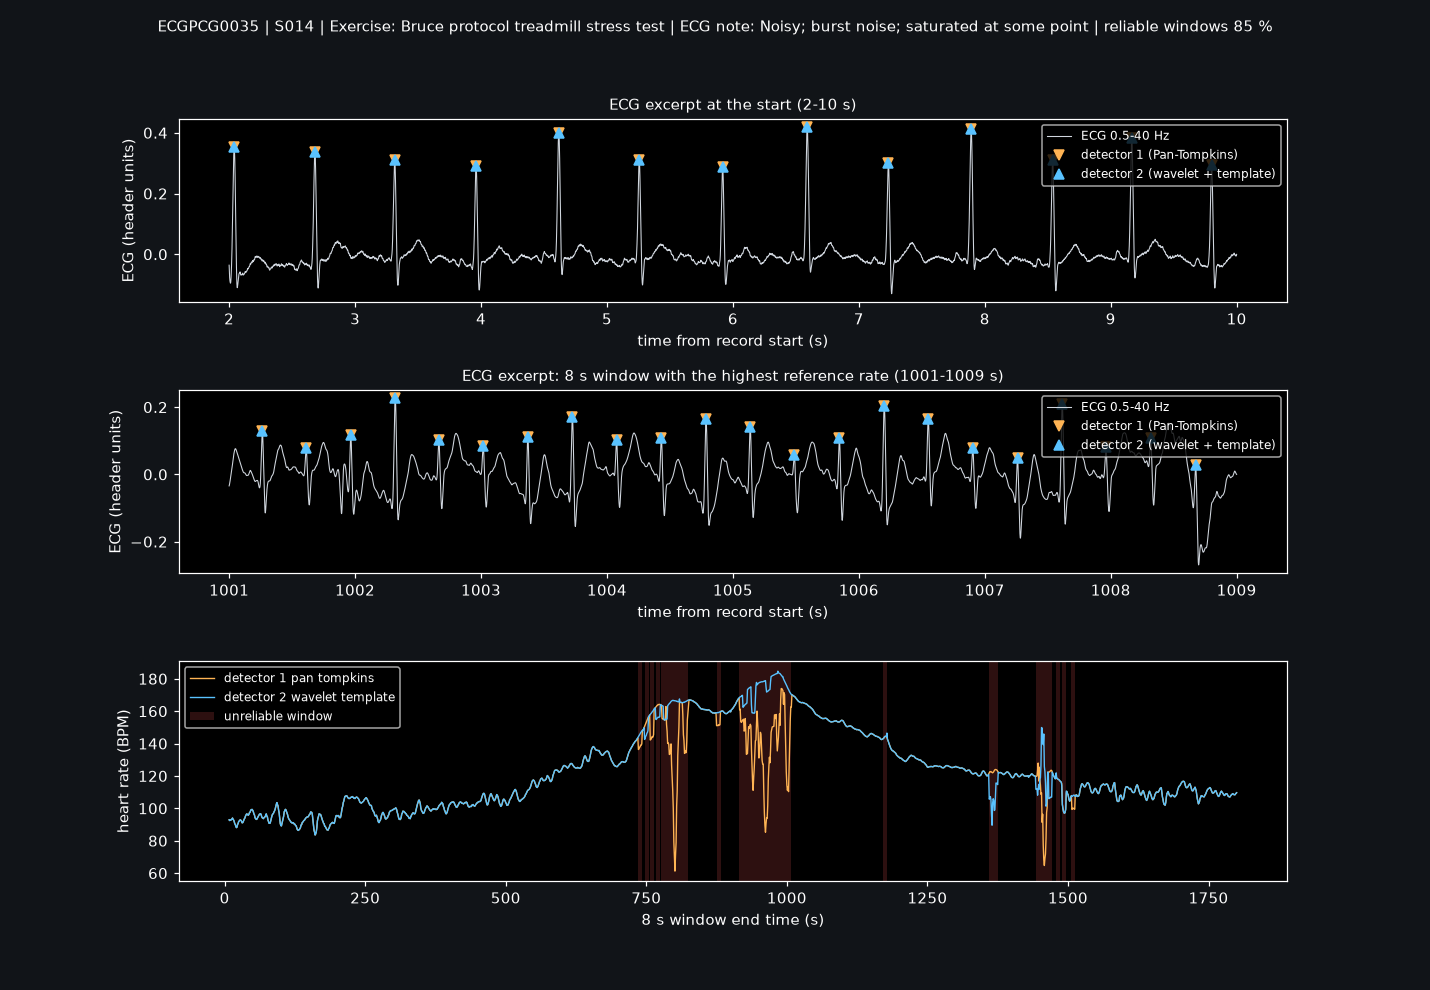 ECGPCG0035 | S014 | Exercise: Bruce protocol treadmill stress test | ECG note: Noisy; burst noise; saturated at some point | reliable windows 85 %
ECG excerpt at the start (2-10 s)
ECG (header units)
0.4
0.2
0.0
ECG 0.5-40 Hz
detector 1 (Pan-Tompkins)
detector 2 (wavelet + template)
2 3 4 5 6 7 8 9 10
time from record start (s)
ECG excerpt: 8 s window with the highest reference rate (1001-1009 s)
ECG (header units)
0.2
0.0
−0.2
ECG 0.5-40 Hz
detector 1 (Pan-Tompkins)
detector 2 (wavelet + template)
1001 1002 1003 1004 1005 1006 1007 1008 1009
time from record start (s)
heart rate (BPM)
180
160
140
120
100
80
60
detector 1 pan tompkins
detector 2 wavelet template
unreliable window
0 250 500 750 1000 1250 1500 1750
8 s window end time (s)